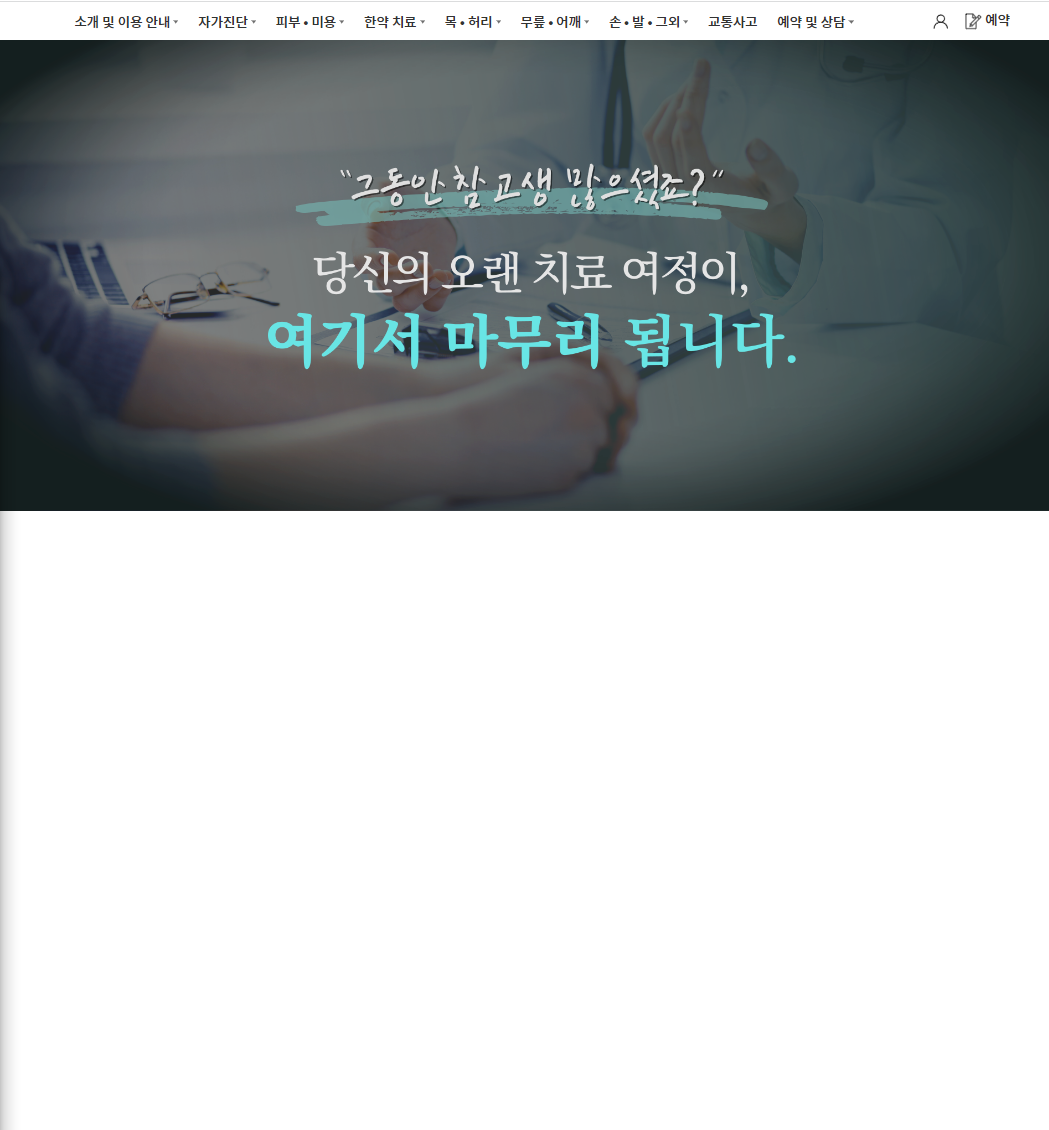 소개 및 이용 안내 자가진단 피부 • 미용 한약 치료 목 • 허리 무릎 • 어깨 손 • 발 • 그외 교통사고 예약 및 상담 예약
"그동안 참 고생 많으셨죠?"
당신의 오랜 치료 여정이,
여기서 마무리 됩니다.